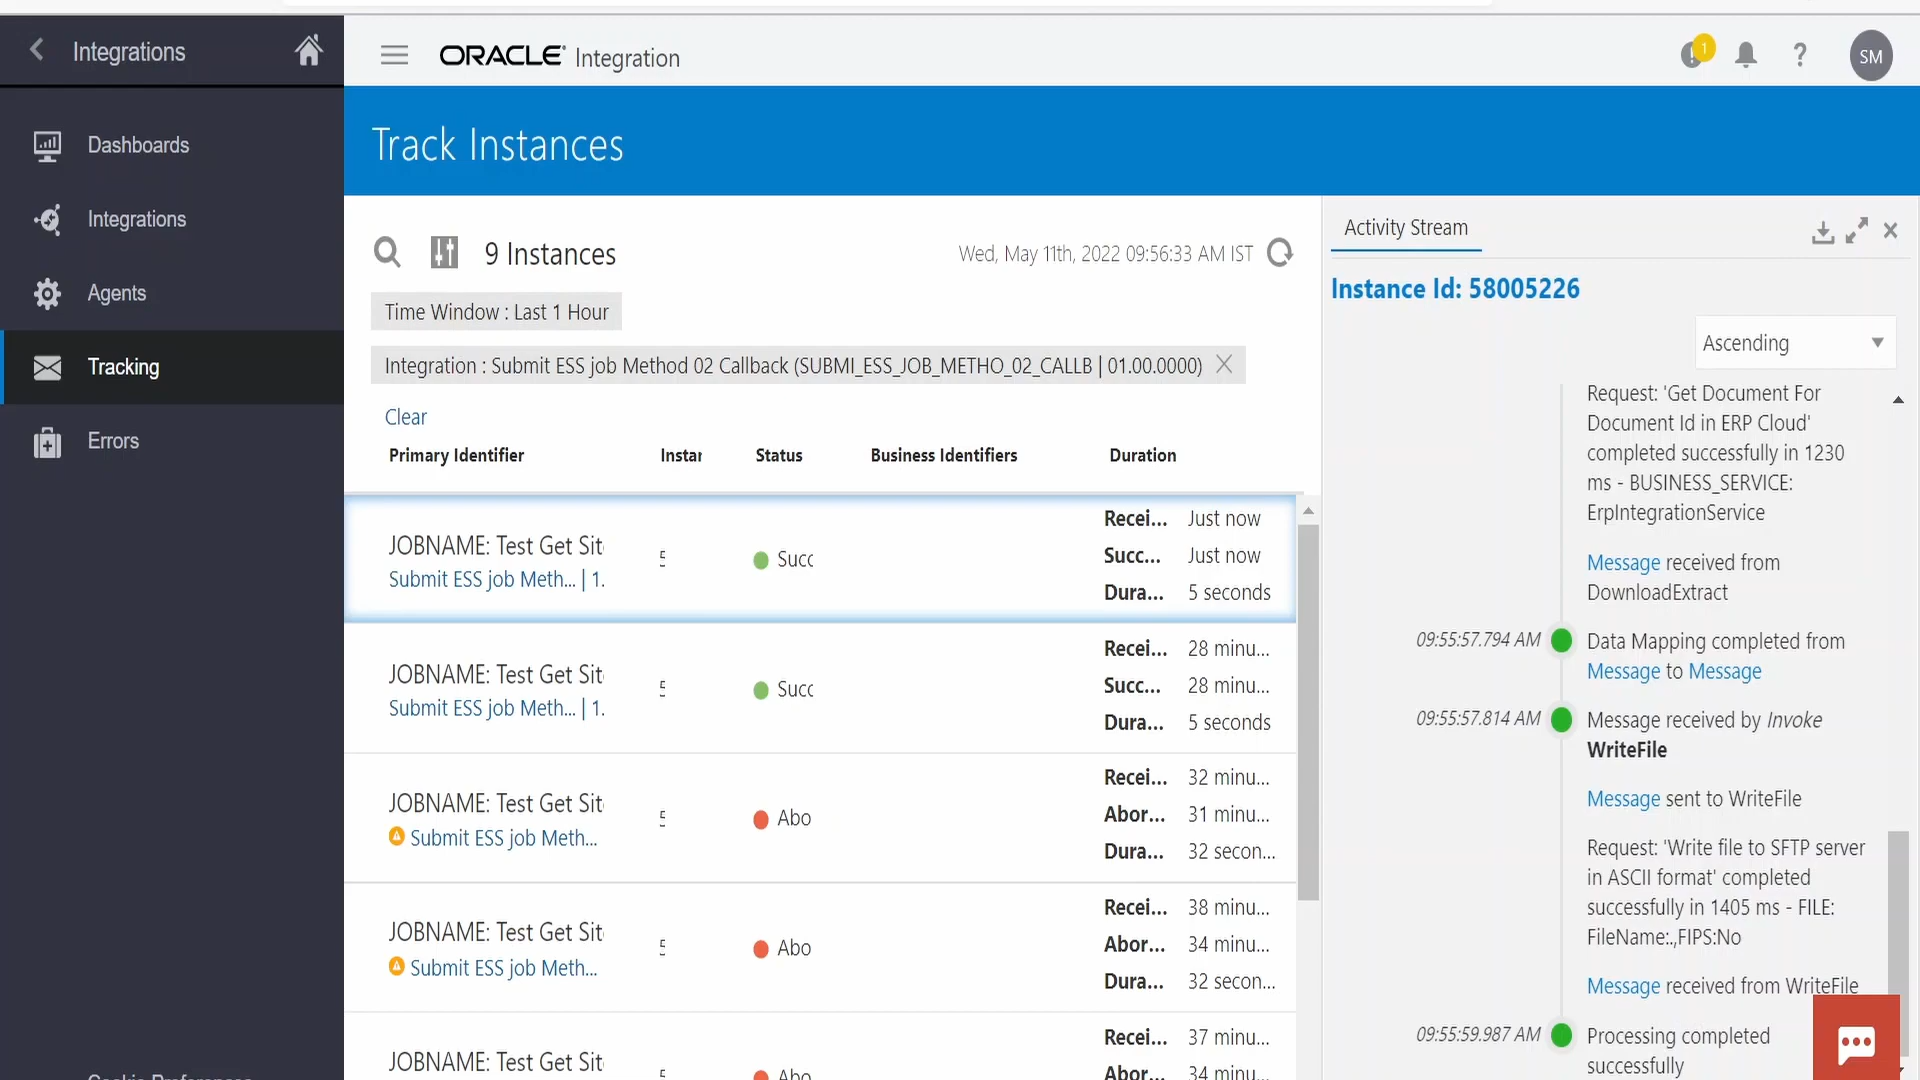 Integrations
ORACLE Integration
1
?
SM
Dashboards
Integrations
Agents
Tracking
Errors
Track Instances
9 Instances
Wed, May 11th, 2022 09:56:33 AM IST
Time Window : Last 1 Hour
Integration : Submit ESS job Method 02 Callback (SUBMI_ESS_JOB_METHO_02_CALLB | 01.00.0000)
Clear
Primary Identifier Instar Status Business Identifiers Duration
JOBNAME: Test Get Sit
Submit ESS job Meth... | 1.
5
Succ
Recei... Just now
Succ... Just now
Dura... 5 seconds
JOBNAME: Test Get Sit
Submit ESS job Meth... | 1.
5
Succ
Recei... 28 minu...
Succ... 28 minu...
Dura... 5 seconds
JOBNAME: Test Get Sit
Submit ESS job Meth...
5
Abo
Recei... 32 minu...
Abor... 31 minu...
Dura... 32 secon...
JOBNAME: Test Get Sit
Submit ESS job Meth...
5
Abo
Recei... 38 minu...
Abor... 34 minu...
Dura... 32 secon...
JOBNAME: Test Get Sit
Abo
Recei... 37 minu...
Abor... 34 minu...
Activity Stream
Instance Id: 58005226
Ascending
Request: 'Get Document For
Document Id in ERP Cloud'
completed successfully in 1230
ms - BUSINESS_SERVICE:
ErpIntegrationService
Message received from
DownloadExtract
09:55:57.794 AM Data Mapping completed from
Message to Message
09:55:57.814 AM Message received by Invoke
WriteFile
Message sent to WriteFile
Request: 'Write file to SFTP server
in ASCII format' completed
successfully in 1405 ms - FILE:
FileName:.,FIPS:No
Message received from WriteFile
09:55:59.987 AM Processing completed
successfully